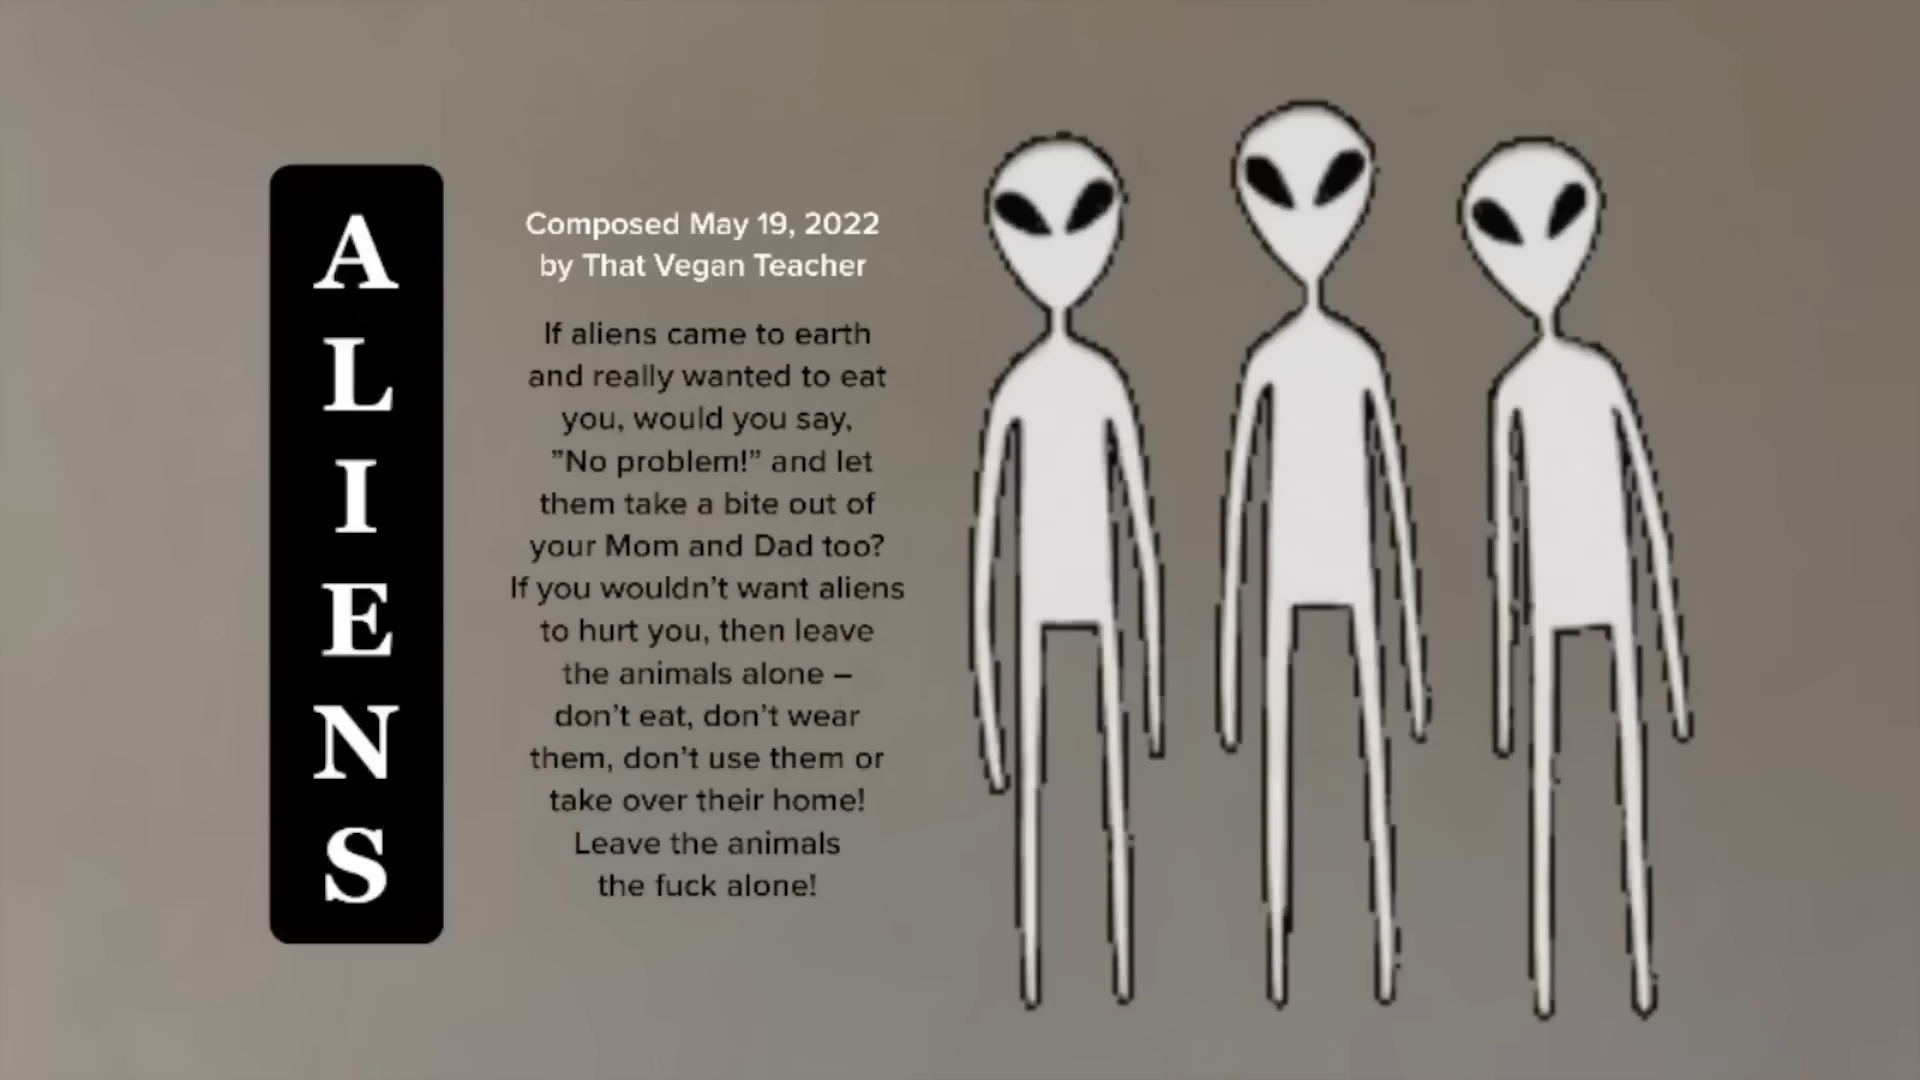 ALIENS
Composed May 19, 2022
by That Vegan Teacher
If aliens came to earth
and really wanted to eat
you, would you say,
”No problem!” and let
them take a bite out of
your Mom and Dad too?
If you wouldn’t want aliens
to hurt you, then leave
the animals alone –
don’t eat, don’t wear
them, don’t use them or
take over their home!
Leave the animals
the fuck alone!